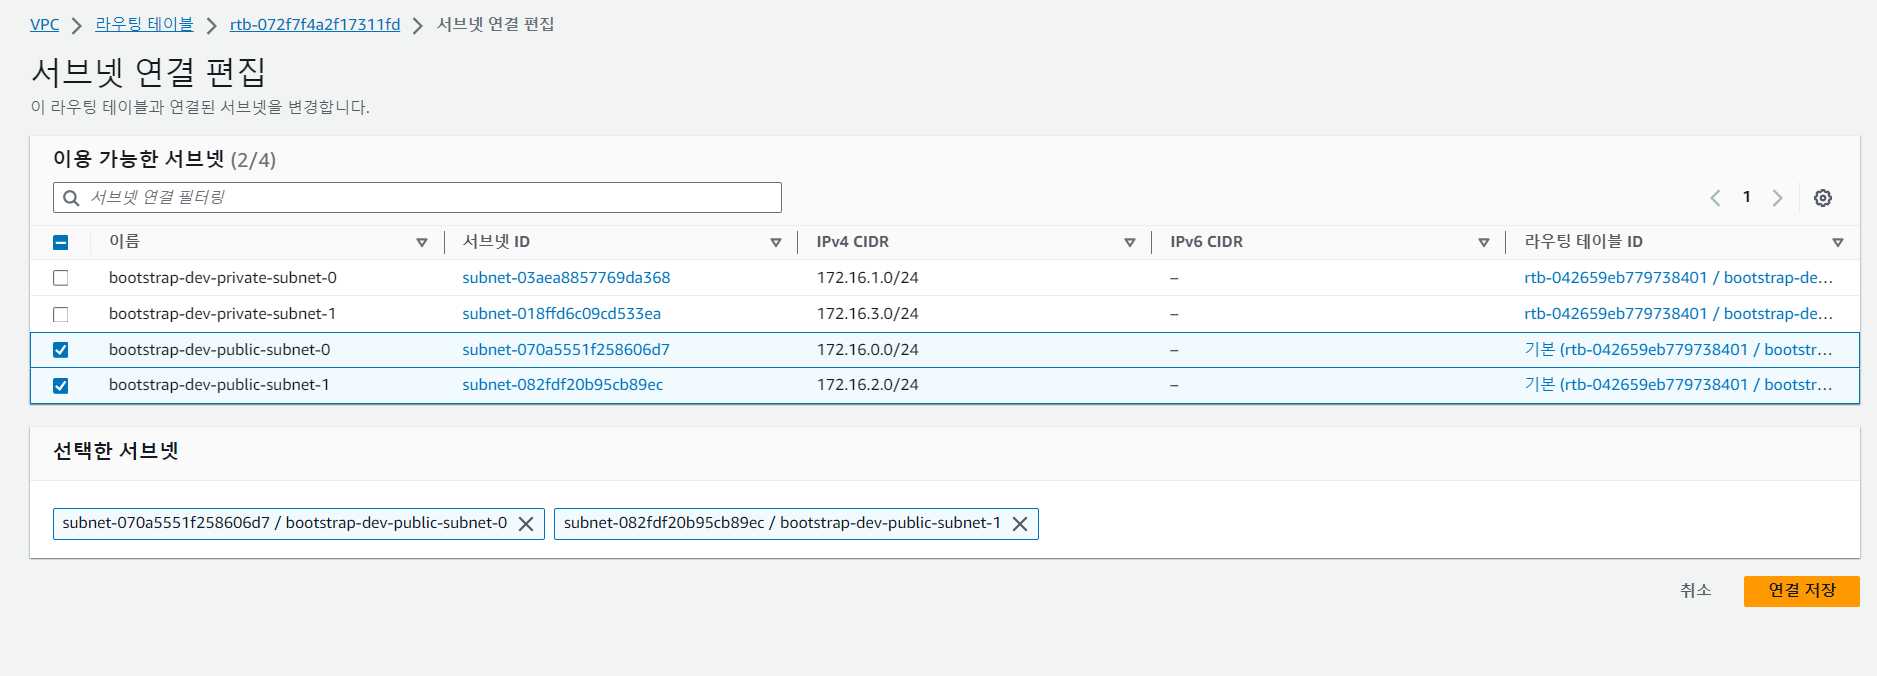 VPC > 라우팅 테이블 > rtb-072f7f4a2f17311fd > 서브넷 연결 편집
서브넷 연결 편집
이 라우팅 테이블과 연결된 서브넷을 변경합니다.
이용 가능한 서브넷 (2/4)
서브넷 연결 필터링
1
이름 서브넷 ID IPv4 CIDR IPv6 CIDR 라우팅 테이블 ID
bootstrap-dev-private-subnet-0 subnet-03aea8857769da368 172.16.1.0/24 – rtb-042659eb779738401 / bootstrap-de...
bootstrap-dev-private-subnet-1 subnet-018ffd6c09cd533ea 172.16.3.0/24 – rtb-042659eb779738401 / bootstrap-de...
bootstrap-dev-public-subnet-0 subnet-070a5551f258606d7 172.16.0.0/24 – 기본 (rtb-042659eb779738401 / bootstr...
bootstrap-dev-public-subnet-1 subnet-082fdf20b95cb89ec 172.16.2.0/24 – 기본 (rtb-042659eb779738401 / bootstr...
선택한 서브넷
subnet-070a5551f258606d7 / bootstrap-dev-public-subnet-0 subnet-082fdf20b95cb89ec / bootstrap-dev-public-subnet-1
취소 연결 저장